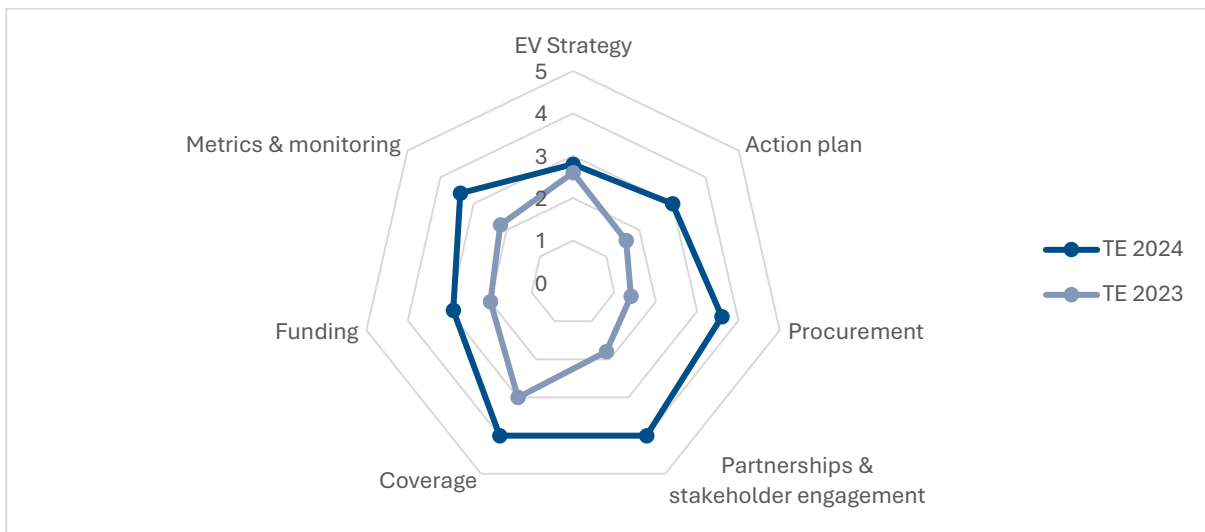 EV Strategy
5
4
3
2
1
0
Metrics & monitoring
Action plan
TE 2024
TE 2023
Funding
Procurement
Coverage
Partnerships &
stakeholder engagement